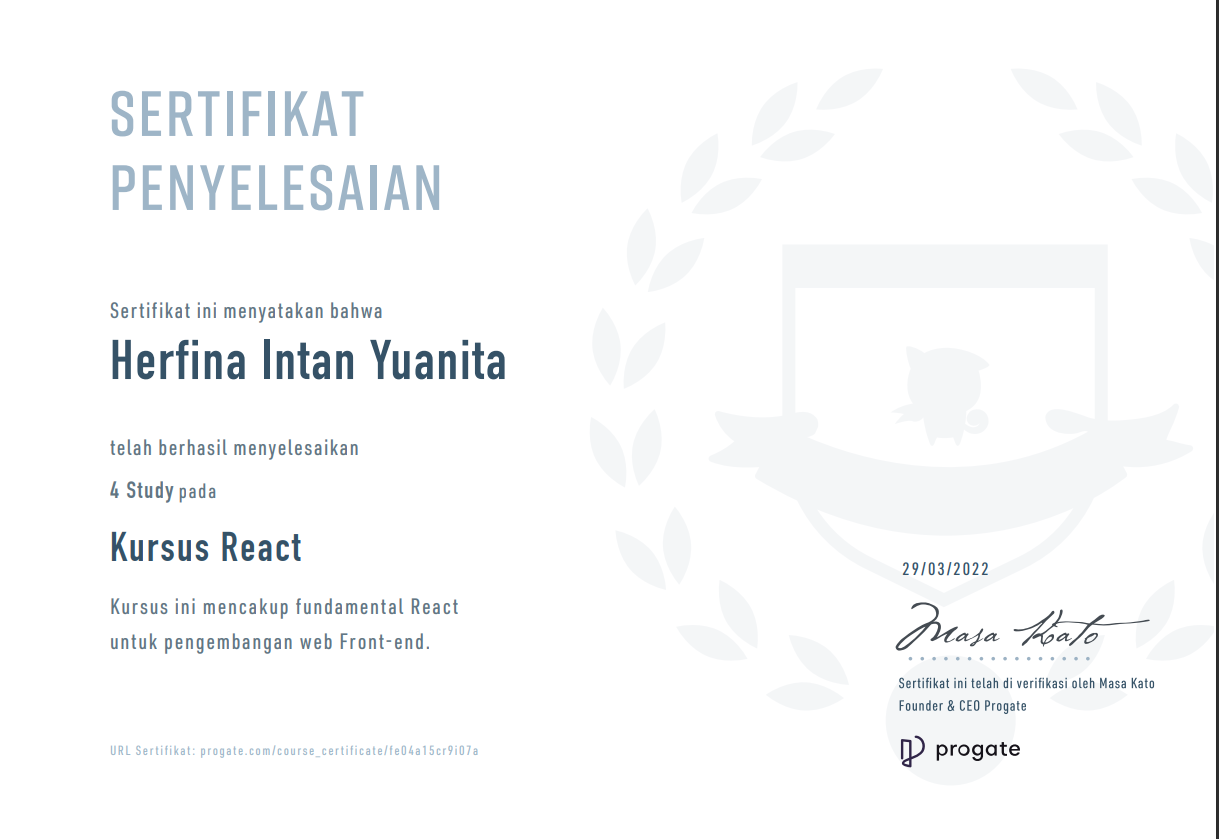 SERTIFIKAT
PENYELESAIAN
Sertifikat ini menyatakan bahwa
Herfina Intan Yuanita
telah berhasil menyelesaikan
4 Study pada
Kursus React
Kursus ini mencakup fundamental React
untuk pengembangan web Front-end.
29/03/2022
Masa Kato
Sertifikat ini telah di verifikasi oleh Masa Kato
Founder & CEO Progate
URL Sertifikat: progate.com/course_certificate/fe04a15cr9i07a
progate